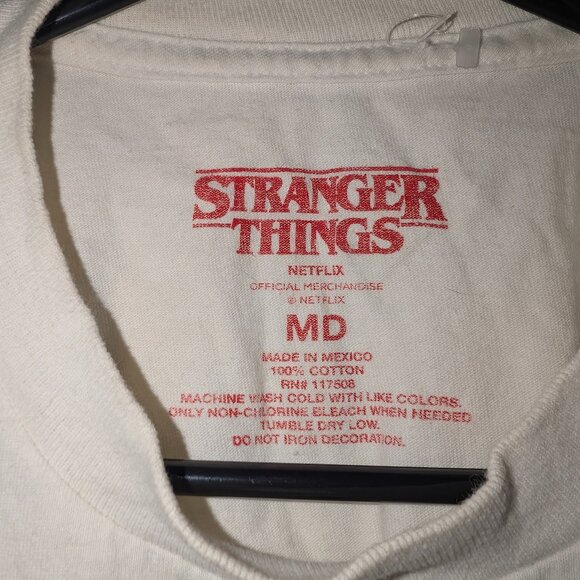 STRANGER
THINGS
NETFLIX
OFFICIAL MERCHANDISE
© NETFLIX
MD
MADE IN MEXICO
100% COTTON
RN# 117508
MACHINE WASH COLD WITH LIKE COLORS.
ONLY NON-CHLORINE BLEACH WHEN NEEDED
TUMBLE DRY LOW.
DO NOT IRON DECORATION.